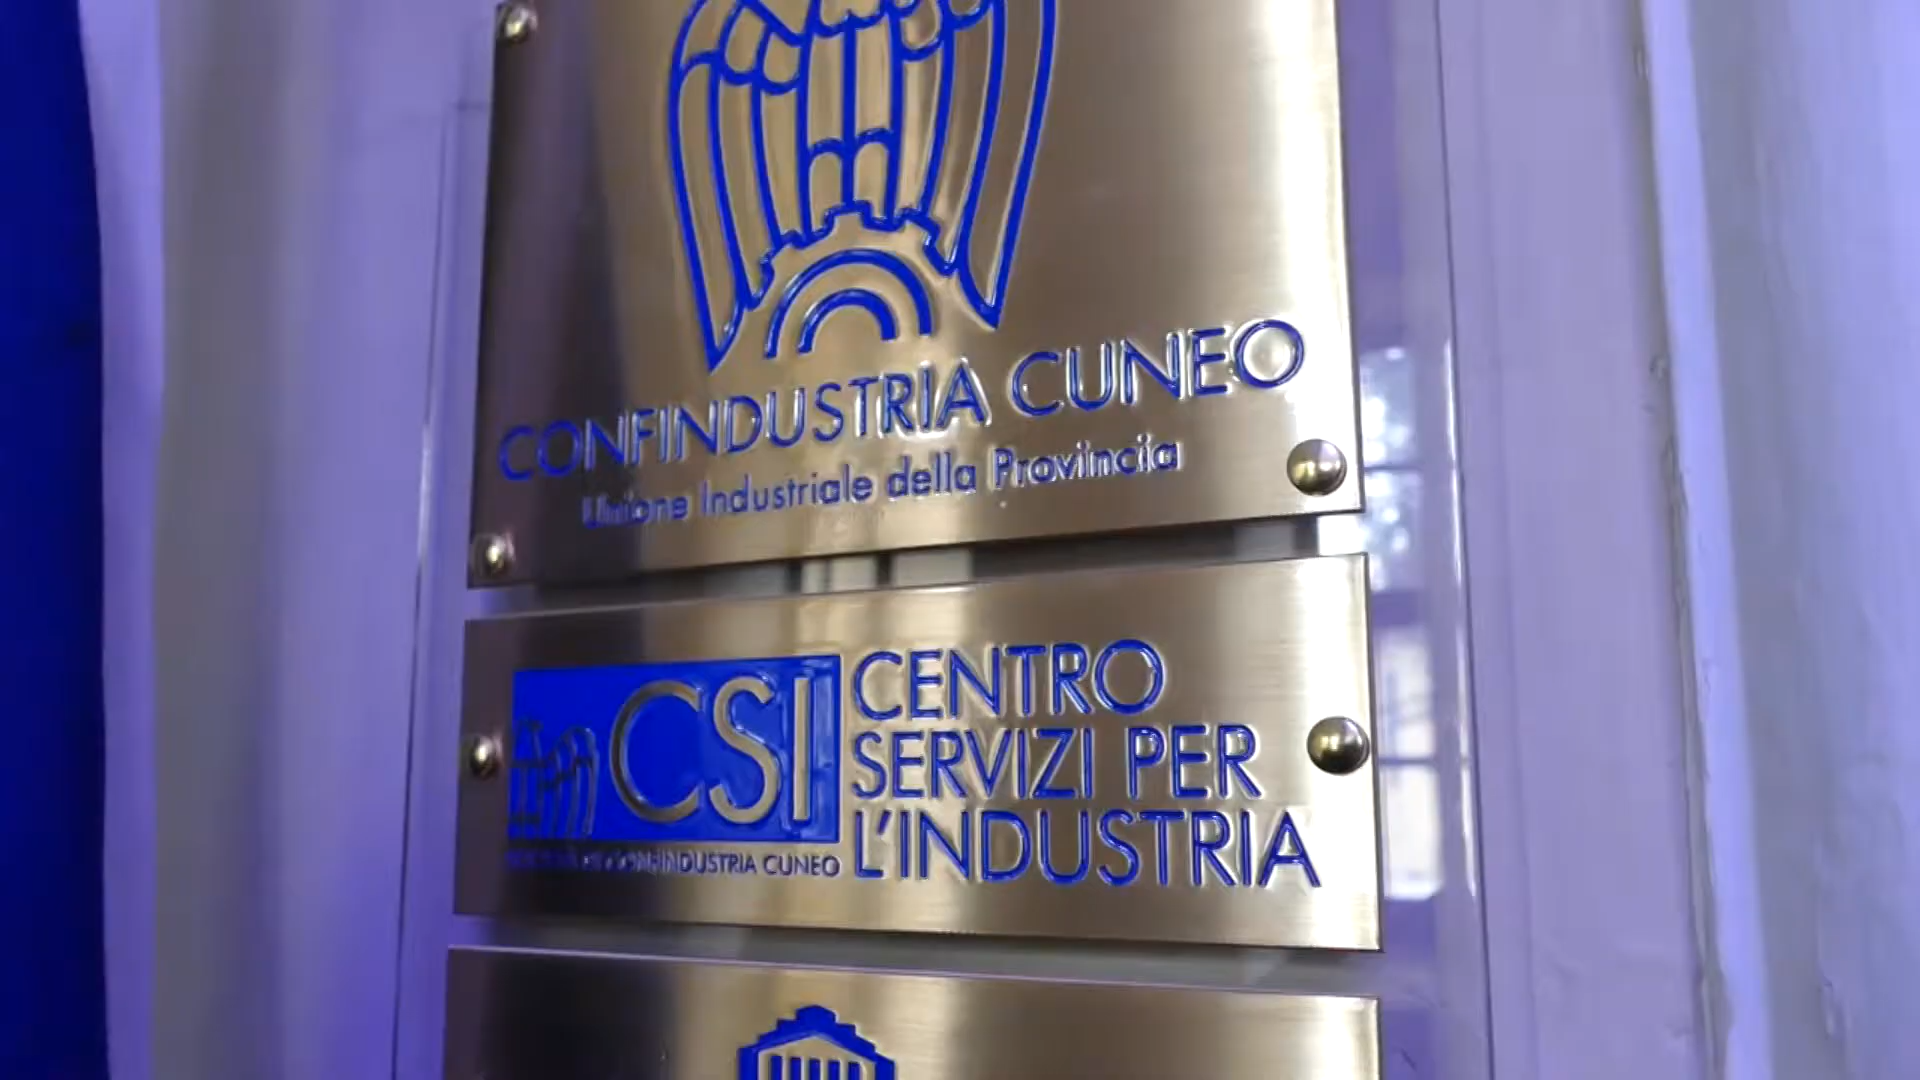 CONFINDUSTRIA CUNEO
Unione Industriale della Provincia
CSI
CENTRO
SERVIZI PER
L'INDUSTRIA
CONFINDUSTRIA CUNEO